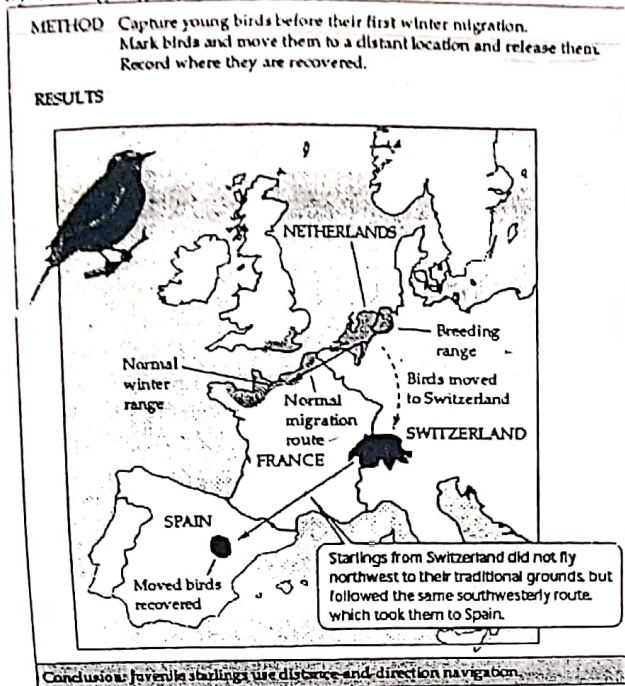 METHOD Capture young birds before their first winter migration.
Mark birds and move them to a distant location and release them.
Record where they are recovered.
RESULTS
NETHERLANDS
Breeding
range
Normal
winter
range
Birds moved
to Switzerland
Normal
migration
route
SWITZERLAND
FRANCE
SPAIN
Moved birds
recovered
Starlings from Switzerland did not fly
northwest to their traditional grounds, but
followed the same southwesterly route,
which took them to Spain.
Conclusion: Juvenile starlings use distance-and-direction navigation.